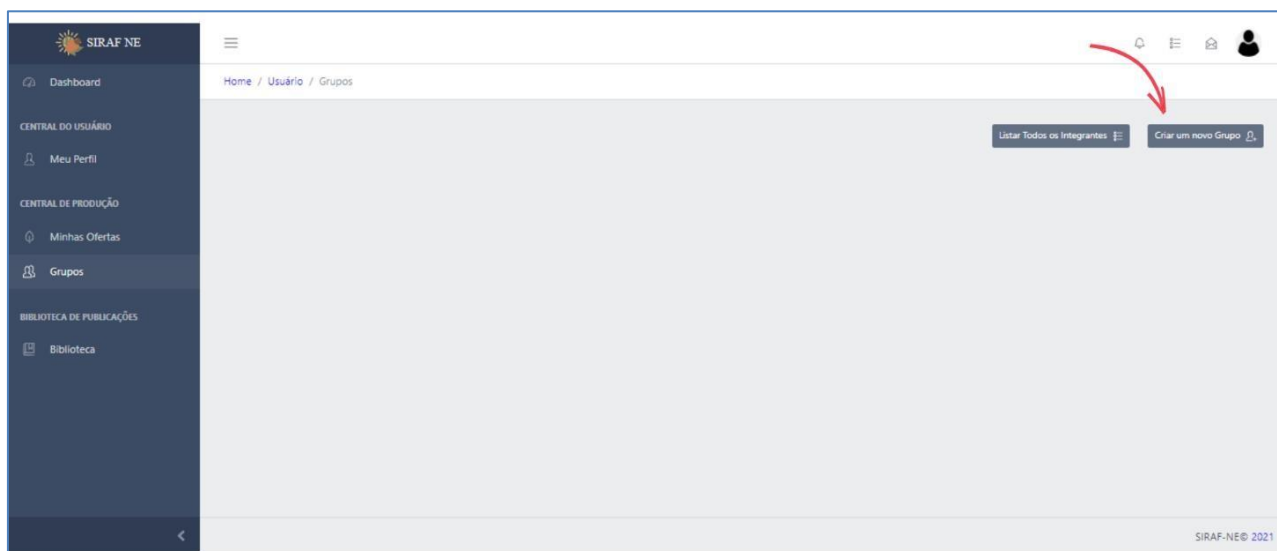 SIRAF NE
Dashboard
CENTRAL DO USUÁRIO
Meu Perfil
CENTRAL DE PRODUÇÃO
Minhas Ofertas
Grupos
BIBLIOTECA DE PUBLICAÇÕES
Biblioteca
Home / Usuário / Grupos
Listar Todos os Integrantes
Criar um novo Grupo
SIRAF-NE© 2021